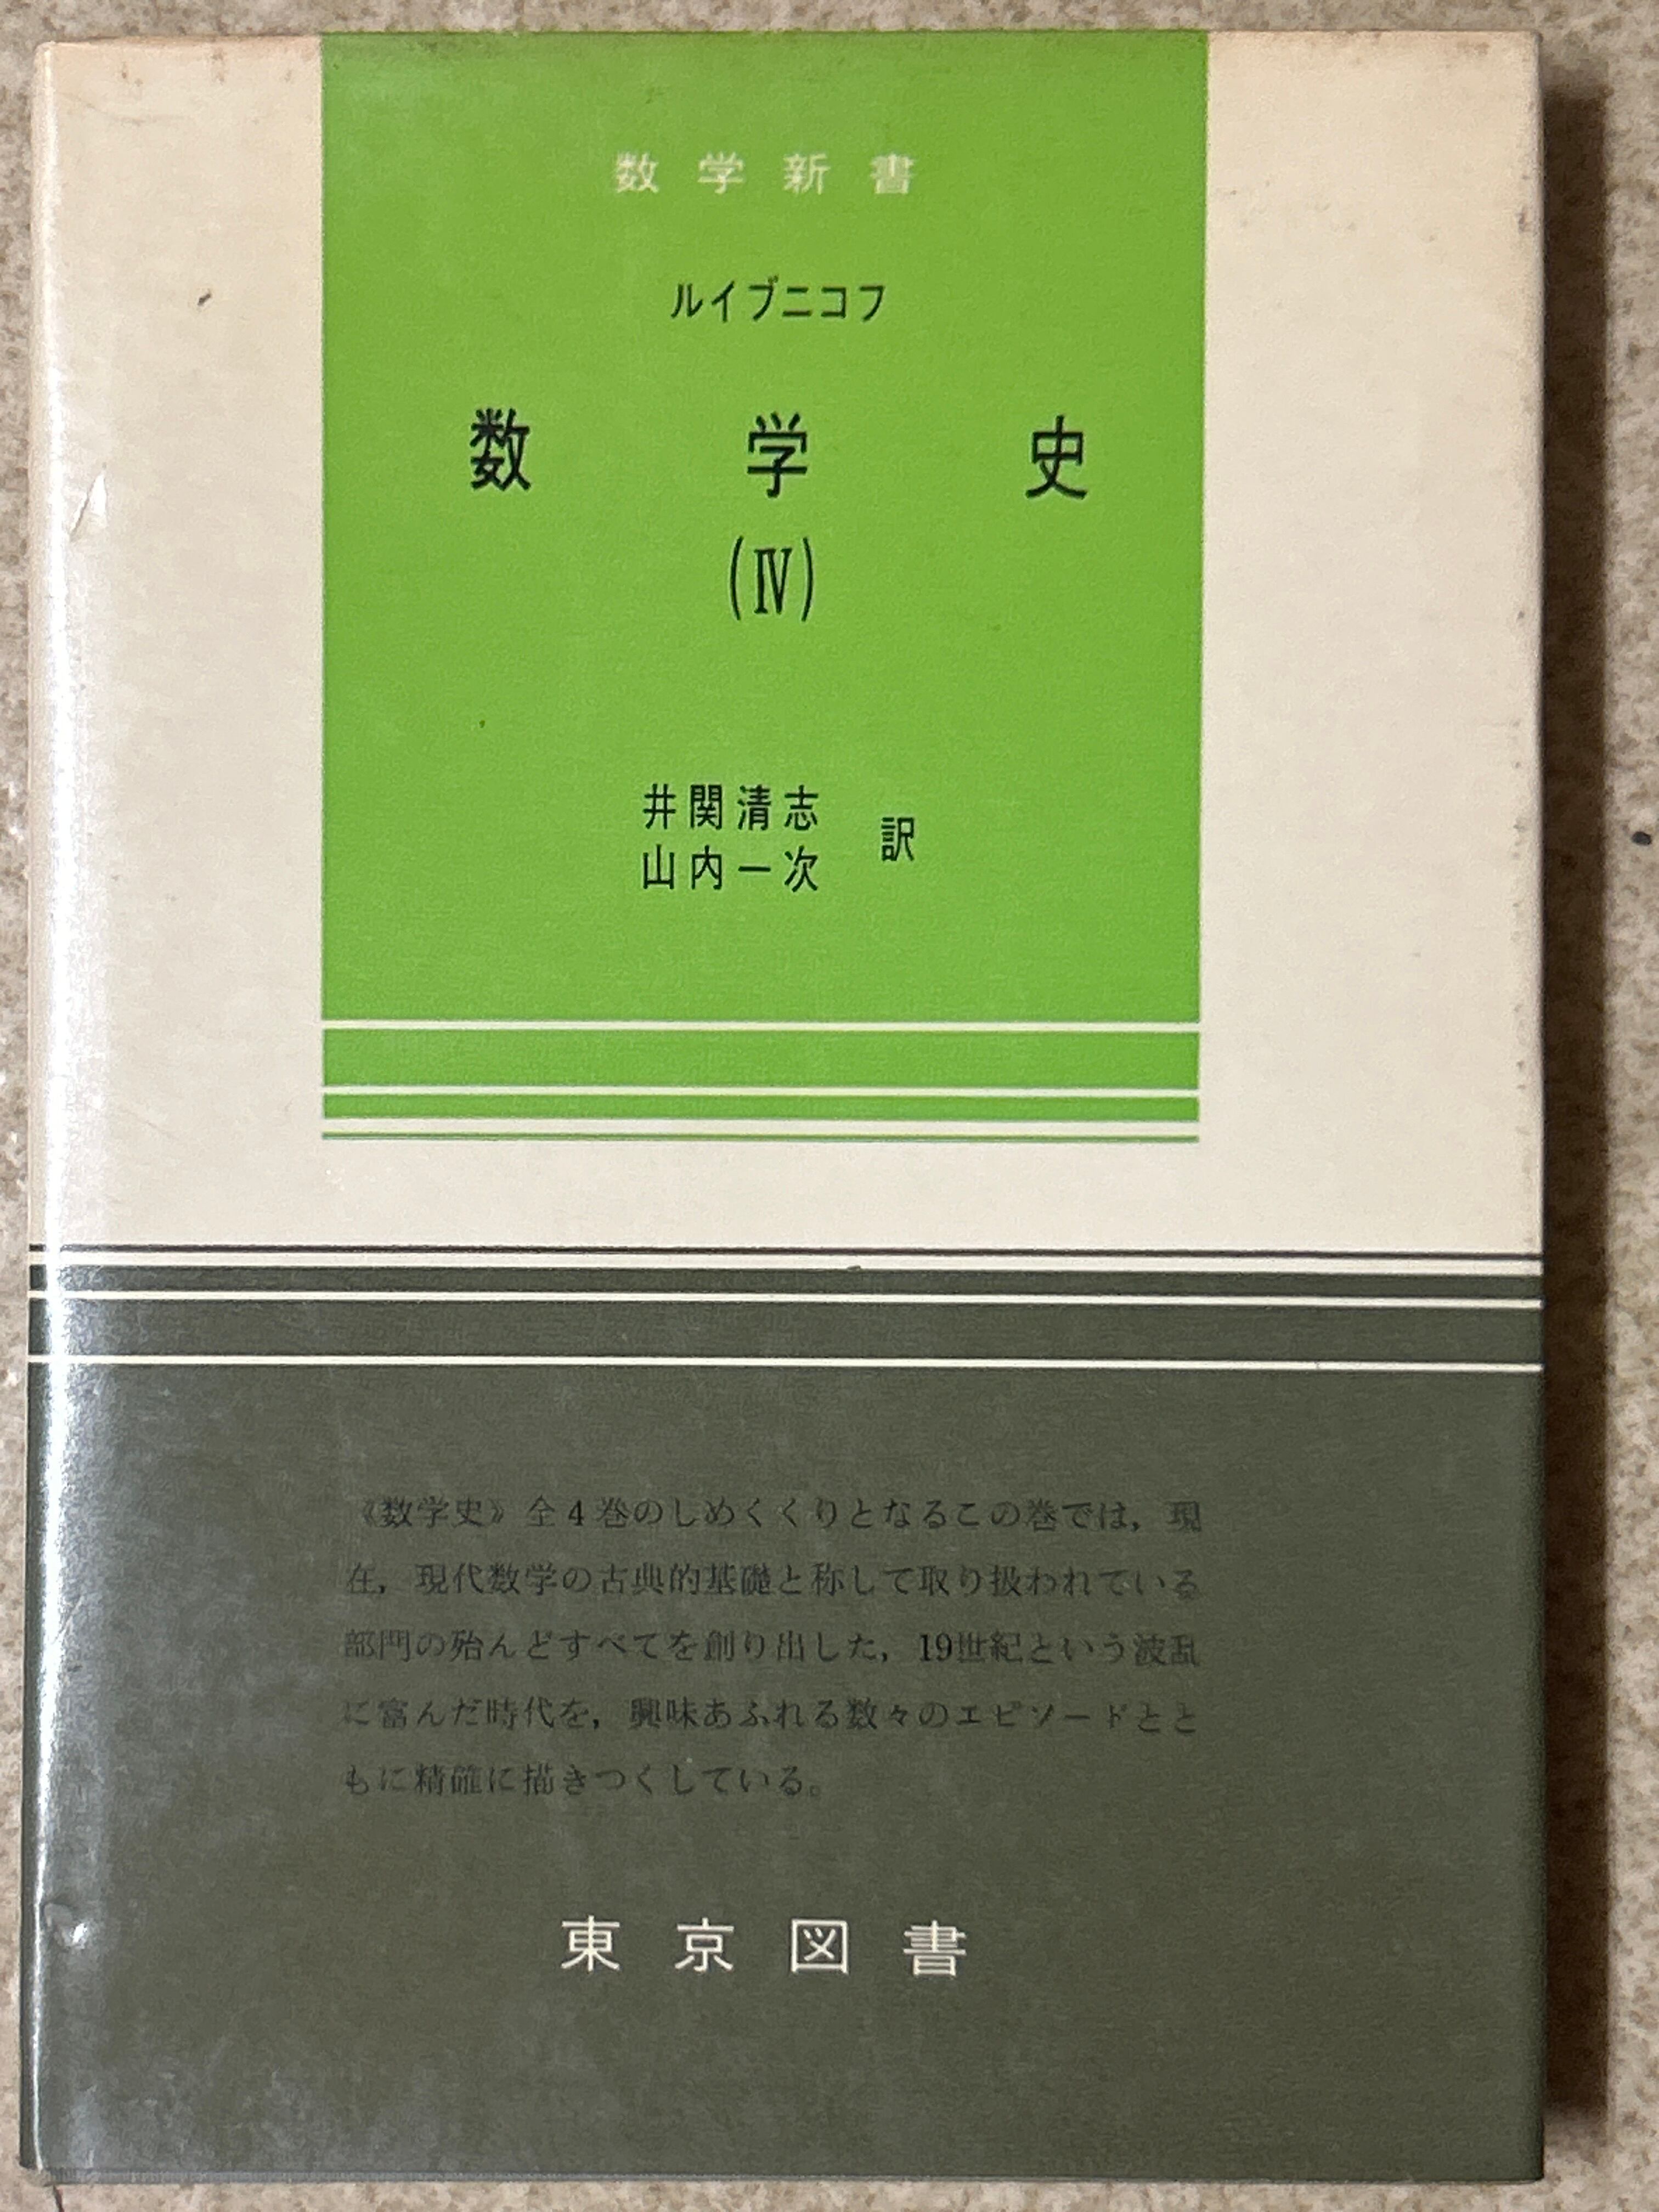 数学新書
ルイブニコフ
数学史
(Ⅳ)
井関清志
山内一次
訳
《数学史》全4巻のしめくくりとなるこの巻では，現
在，現代数学の古典的基礎と称して取り扱われている
部門の殆んどすべてを創り出した，19世紀という波乱
に富んだ時代を，興味あふれる数々のエピソードとと
もに精確に描きつくしている。
東京図書